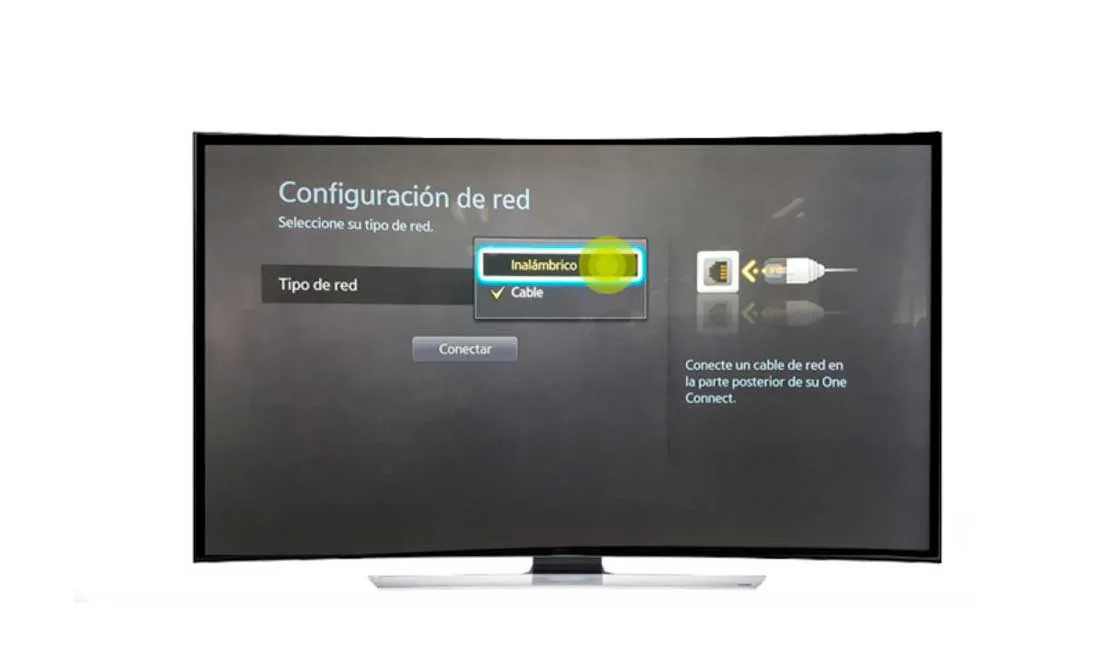 Configuración de red
Seleccione su tipo de red.
Inalámbrico
Tipo de red
Cable
Conectar
Conecte un cable de red en
la parte posterior de su One
Connect.